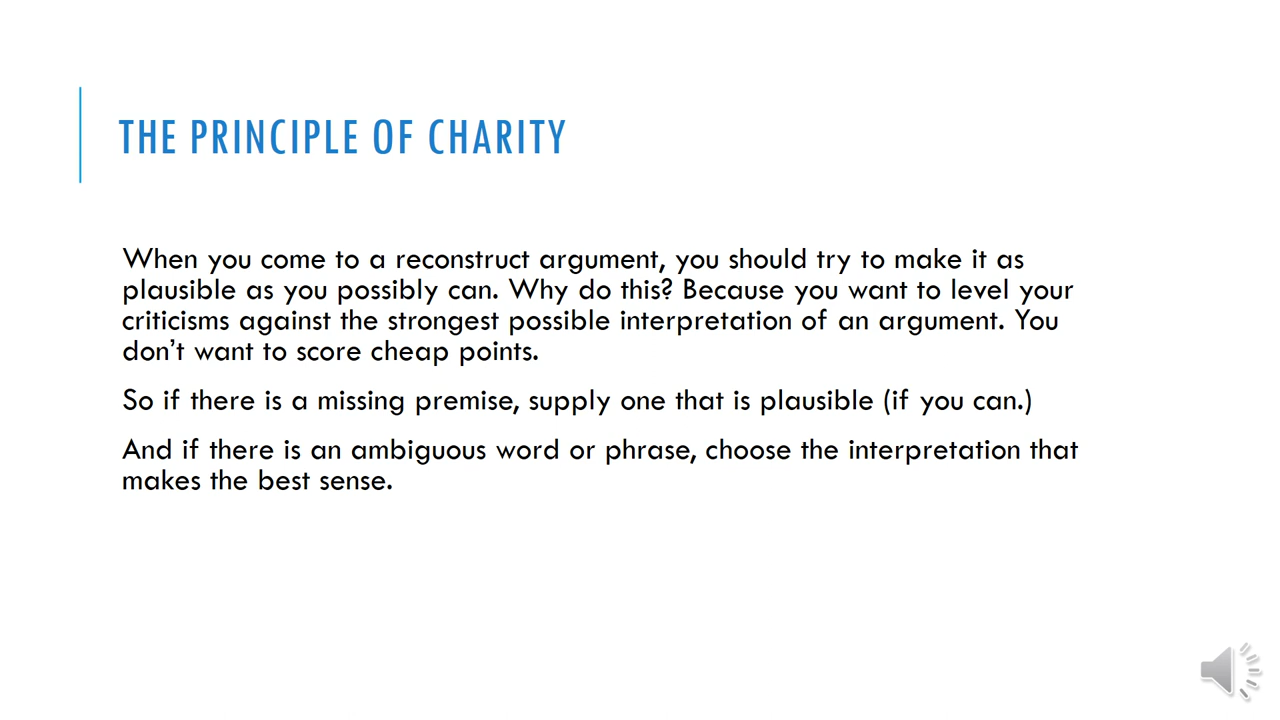 THE PRINCIPLE OF CHARITY
When you come to a reconstruct argument, you should try to make it as
plausible as you possibly can. Why do this? Because you want to level your
criticisms against the strongest possible interpretation of an argument. You
don’t want to score cheap points.
So if there is a missing premise, supply one that is plausible (if you can.)
And if there is an ambiguous word or phrase, choose the interpretation that
makes the best sense.